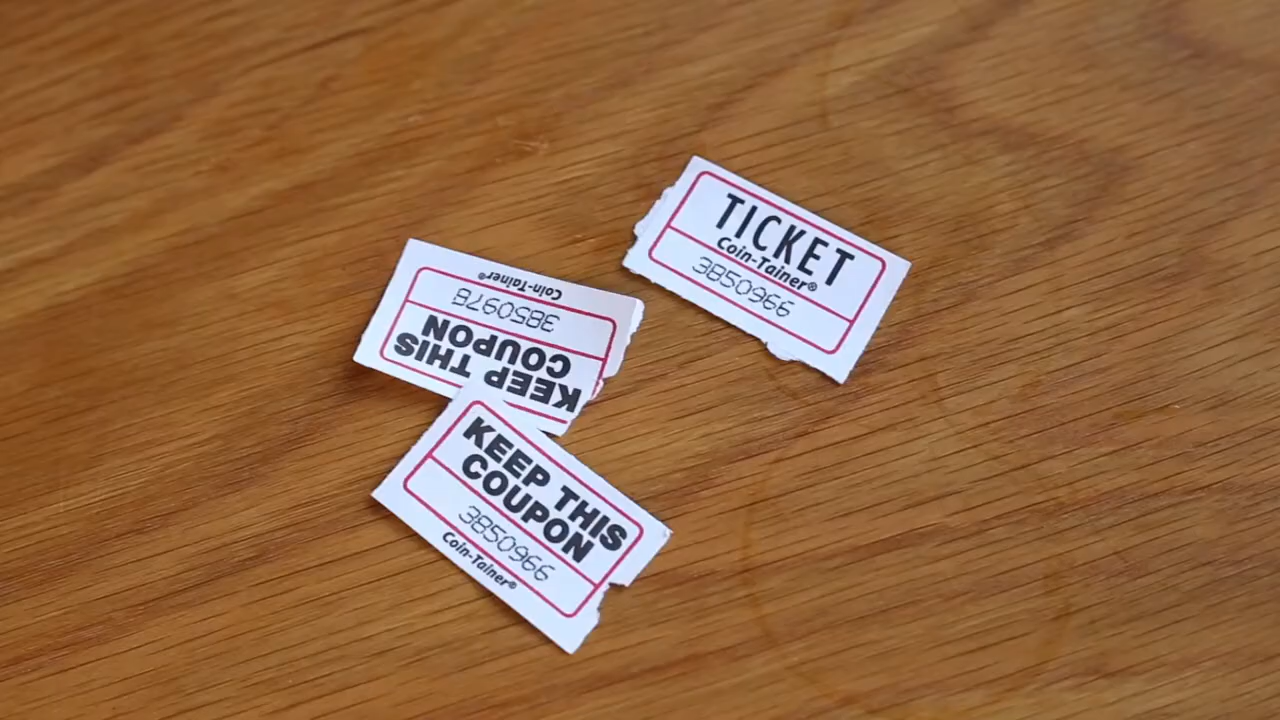 TICKET
Coin-Tainer®
3850966
KEEP THIS
COUPON
3850978
Coin-Tainer®
KEEP THIS
COUPON
3850966
Coin-Tainer®